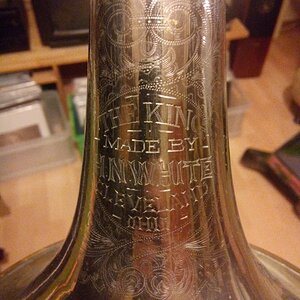 THE KING
MADE BY
H.N. WHITE
CLEVELAND
OHIO